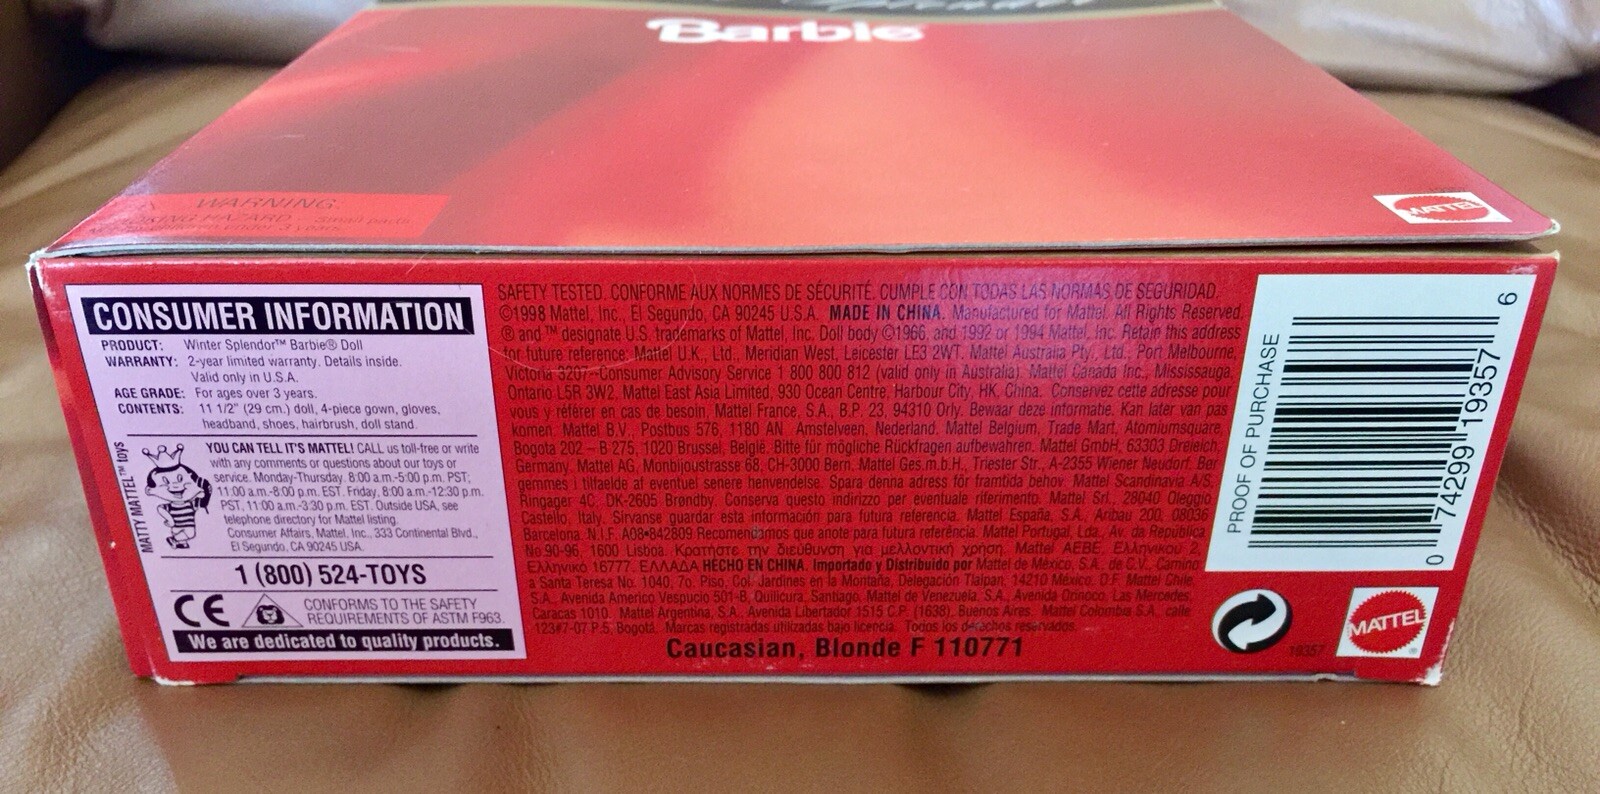 Barbie
WARNING:
CHOKING HAZARD - Small parts
MATTEL
CONSUMER INFORMATION
PRODUCT: Winter Splendor™ Barbie® Doll
WARRANTY: 2-year limited warranty. Details inside.
Valid only in U.S.A.
AGE GRADE: For ages over 3 years.
CONTENTS: 11 1/2" (29 cm.) doll, 4-piece gown, gloves,
headband, shoes, hairbrush, doll stand.
MATTY MATTEL™ toys
YOU CAN TELL IT'S MATTEL! CALL us toll-free or write
with any comments or questions about our toys or
service. Monday-Thursday. 8:00 a.m.-5:00 p.m. PST;
11:00 a.m.-8:00 p.m. EST. Friday, 8:00 a.m.-12:30 p.m.
PST, 11:00 a.m.-3:30 p.m. EST. Outside USA, see
telephone directory for Mattel listing.
Consumer Affairs, Mattel, Inc., 333 Continental Blvd.,
El Segundo, CA 90245 USA.
1 (800) 524-TOYS
CE
CONFORMS TO THE SAFETY
REQUIREMENTS OF ASTM F963.
We are dedicated to quality products.
SAFETY TESTED. CONFORME AUX NORMES DE SÉCURITÉ. CUMPLE CON TODAS LAS NORMAS DE SEGURIDAD.
©1998 Mattel, Inc., El Segundo, CA 90245 U.S.A. MADE IN CHINA. Manufactured for Mattel. All Rights Reserved.
® and ™ designate U.S. trademarks of Mattel, Inc. Doll body ©1966, and 1992 or 1994 Mattel, Inc. Retain this address
for future reference: Mattel U.K., Ltd., Meridian West, Leicester LE3 2WT. Mattel Australia Pty., Ltd., Port Melbourne,
Victoria 3207-Consumer Advisory Service 1 800 800 812 (valid only in Australia). Mattel Canada Inc., Mississauga,
Ontario L5R 3W2. Mattel East Asia Limited, 930 Ocean Centre, Harbour City, HK, China. Conservez cette adresse pour
vous y référer en cas de besoin. Mattel France, S.A., B.P. 23, 94310 Orly. Bewaar deze informatie. Kan later van pas
komen. Mattel B.V., Postbus 576, 1180 AN Amstelveen, Nederland, Mattel Belgium, Trade Mart, Atomiumsquare,
Bogota 202 – B 275, 1020 Brussel, België. Bitte für mögliche Rückfragen aufbewahren. Mattel GmbH, 63303 Dreieich,
Germany. Mattel AG, Monbijoustrasse 68, CH-3000 Bern. Mattel Ges.m.b.H., Triester Str., A-2355 Wiener Neudorf. Bør
gemmes i tilfælde af eventuel senere henvendelse. Spara denna adress för framtida behov. Mattel Scandinavia A/S,
Ringager 4C, DK-2605 Brøndby. Conserva questo indirizzo per eventuale riferimento. Mattel Srl., 28040 Oleggio
Castello, Italy. Sírvanse guardar esta información para futura referencia. Mattel España, S.A., Aribau 200, 08036
Barcelona. N.I.F. A08•842809 Recomendamos que anote para futura referência. Mattel Portugal, Lda., Av. da República,
No.90-96, 1600 Lisboa. Κρατήστε την διεύθυνση για μελλοντική χρήση. Mattel AEBE, Ελληνικού 2,
Ελληνικό 16777. ΕΛΛΑΔΑ HECHO EN CHINA. Importado y Distribuido por Mattel de México, S.A., de C.V., Camino
a Santa Teresa No. 1040, 7o. Piso, Col. Jardines en la Montaña, Delegación Tlalpan, 14210 México, D.F. Mattel Chile,
S.A., Avenida Americo Vespucio 501-B, Quilicura, Santiago. Mattel de Venezuela, S.A., Avenida Orinoco, Las Mercedes,
Caracas 1010. Mattel Argentina, S.A. Avenida Libertador 1515 C.P. (1638), Buenos Aires. Mattel Colombia S.A., calle
123#7-07 P.5, Bogotá. Marcas registradas utilizadas bajo licencia. Todos los derechos reservados.
Caucasian, Blonde F 110771
PROOF OF PURCHASE
0 74299 19357 6
19357
MATTEL®